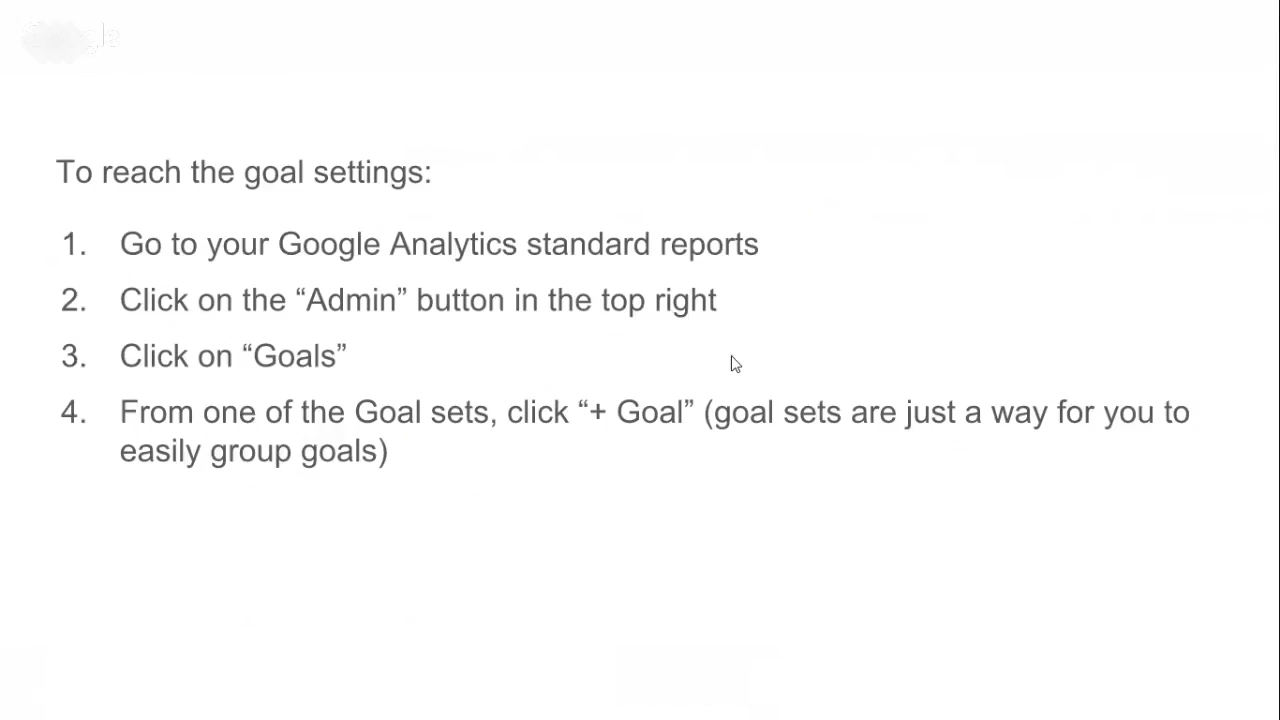 To reach the goal settings:
1. Go to your Google Analytics standard reports
2. Click on the “Admin” button in the top right
3. Click on “Goals”
4. From one of the Goal sets, click “+ Goal” (goal sets are just a way for you to
easily group goals)